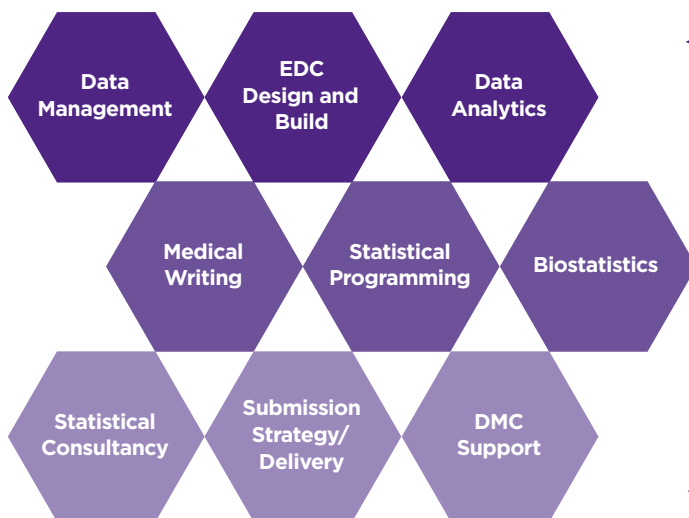 Data
Management
EDC
Design and
Build
Data
Analytics
Medical
Writing
Statistical
Programming
Biostatistics
Statistical
Consultancy
Submission
Strategy/
Delivery
DMC
Support